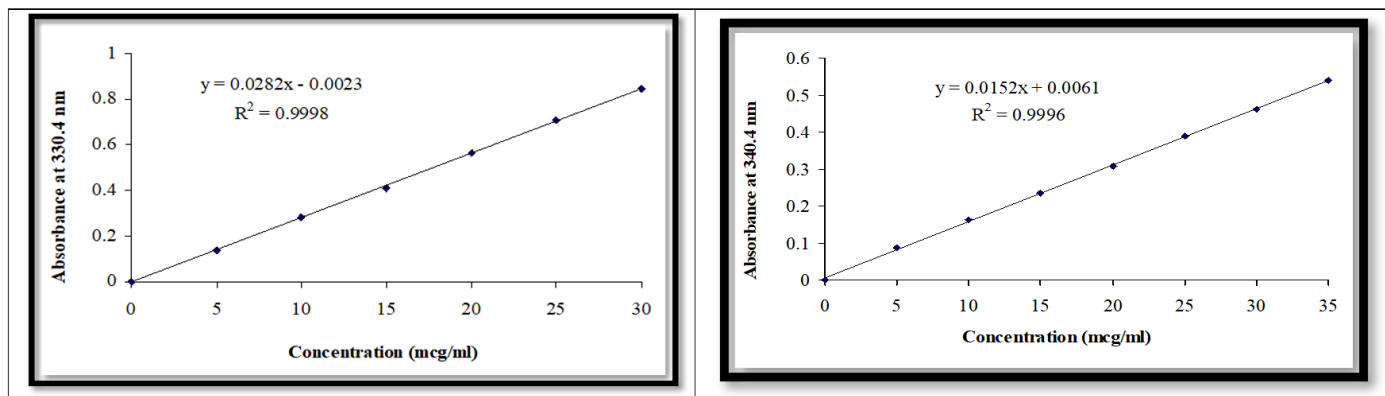 1
0.8
0.6
0.4
0.2
0
y = 0.0282x - 0.0023
R² = 0.9998
Absorbance at 330.4 nm
0 5 10 15 20 25 30
Concentration (mcg/ml)
0.6
0.5
0.4
0.3
0.2
0.1
0
y = 0.0152x + 0.0061
R² = 0.9996
Absorbance at 340.4 nm
0 5 10 15 20 25 30 35
Concentration (mcg/ml)